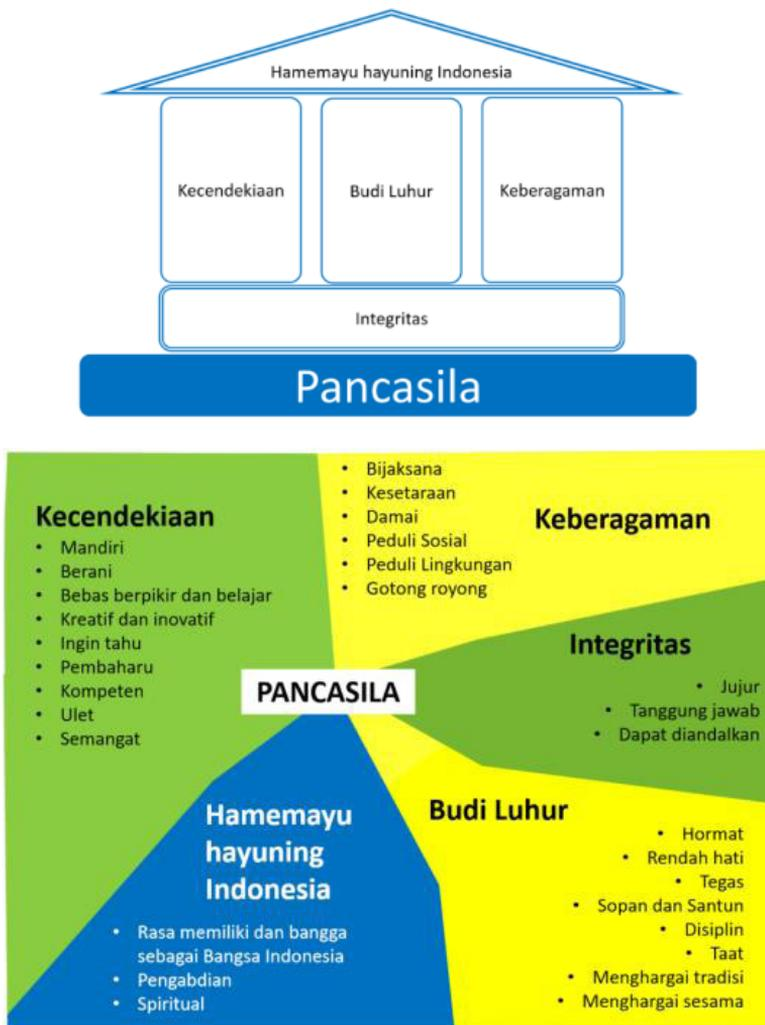 Hamemayu hayuning Indonesia
Kecendekiaan
Budi Luhur
Keberagaman
Integritas
Pancasila
Kecendekiaan
• Mandiri
• Berani
• Bebas berpikir dan belajar
• Kreatif dan inovatif
• Ingin tahu
• Pembaharu
• Kompeten
• Ulet
• Semangat
• Bijaksana
• Kesetaraan
• Damai
• Peduli Sosial
• Peduli Lingkungan
• Gotong royong
Keberagaman
Integritas
• Jujur
• Tanggung jawab
• Dapat diandalkan
PANCASILA
Hamemayu
hayuning
Indonesia
• Rasa memiliki dan bangga
sebagai Bangsa Indonesia
• Pengabdian
• Spiritual
Budi Luhur
• Hormat
• Rendah hati
• Tegas
• Sopan dan Santun
• Disiplin
• Taat
• Menghargai tradisi
• Menghargai sesama